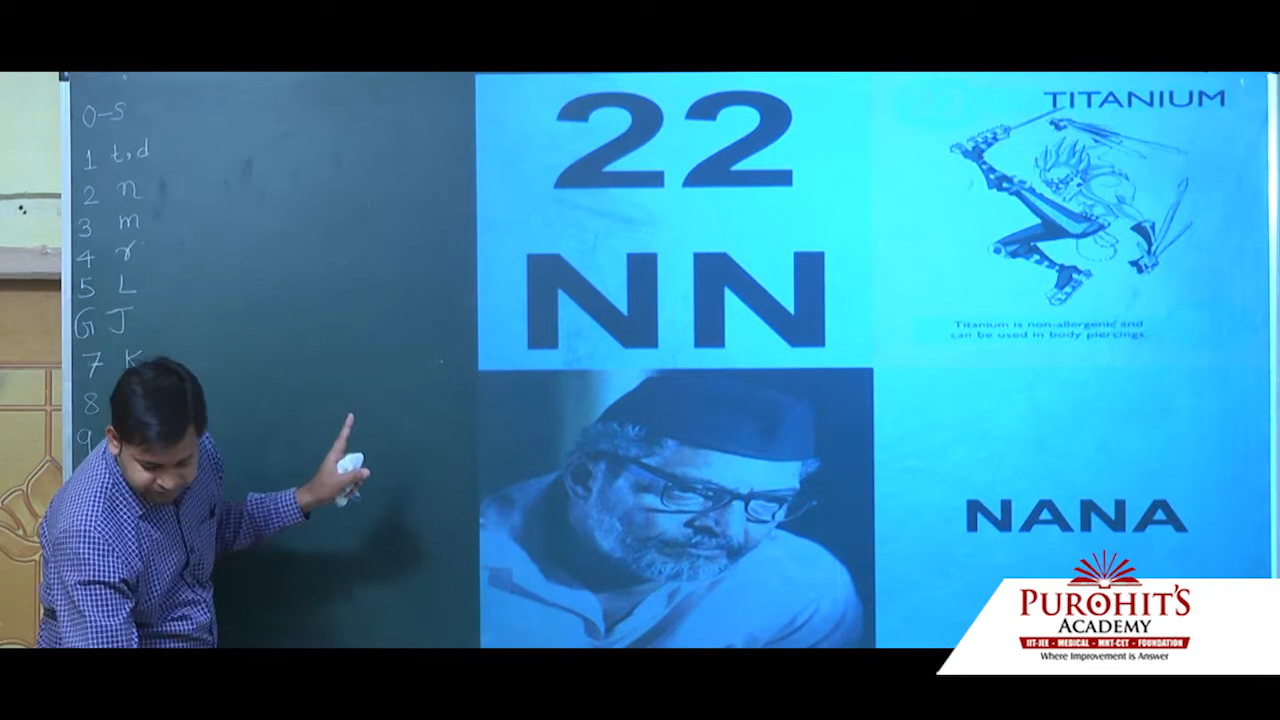 0-S
1 t,d
2 n
3 m
4 r
5 L
6 J
7 K
8
9
22
NN
TITANIUM
Titanium is non-allergenic and
can be used in body piercings.
NANA
PUROHIT'S
ACADEMY
IIT-JEE - MEDICAL - MHT-CET - FOUNDATION
Where Improvement is Answer